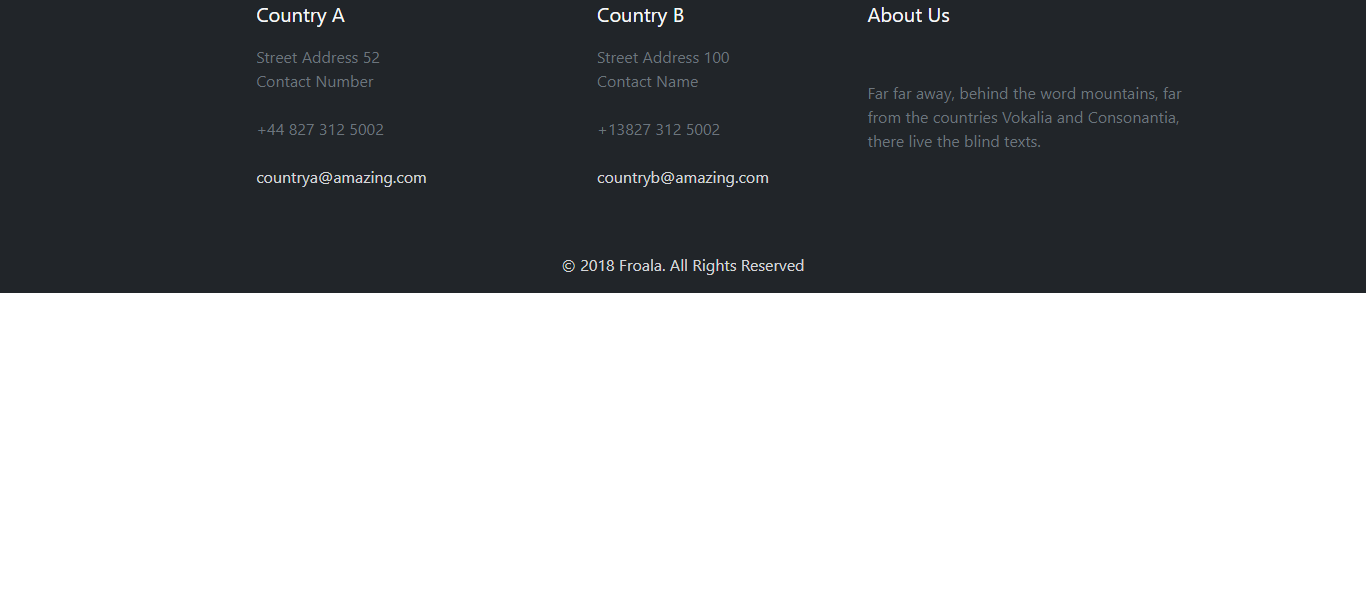 Country A
Street Address 52
Contact Number
+44 827 312 5002
countrya@amazing.com
Country B
Street Address 100
Contact Name
+13827 312 5002
countryb@amazing.com
About Us
Far far away, behind the word mountains, far
from the countries Vokalia and Consonantia,
there live the blind texts.
© 2018 Froala. All Rights Reserved